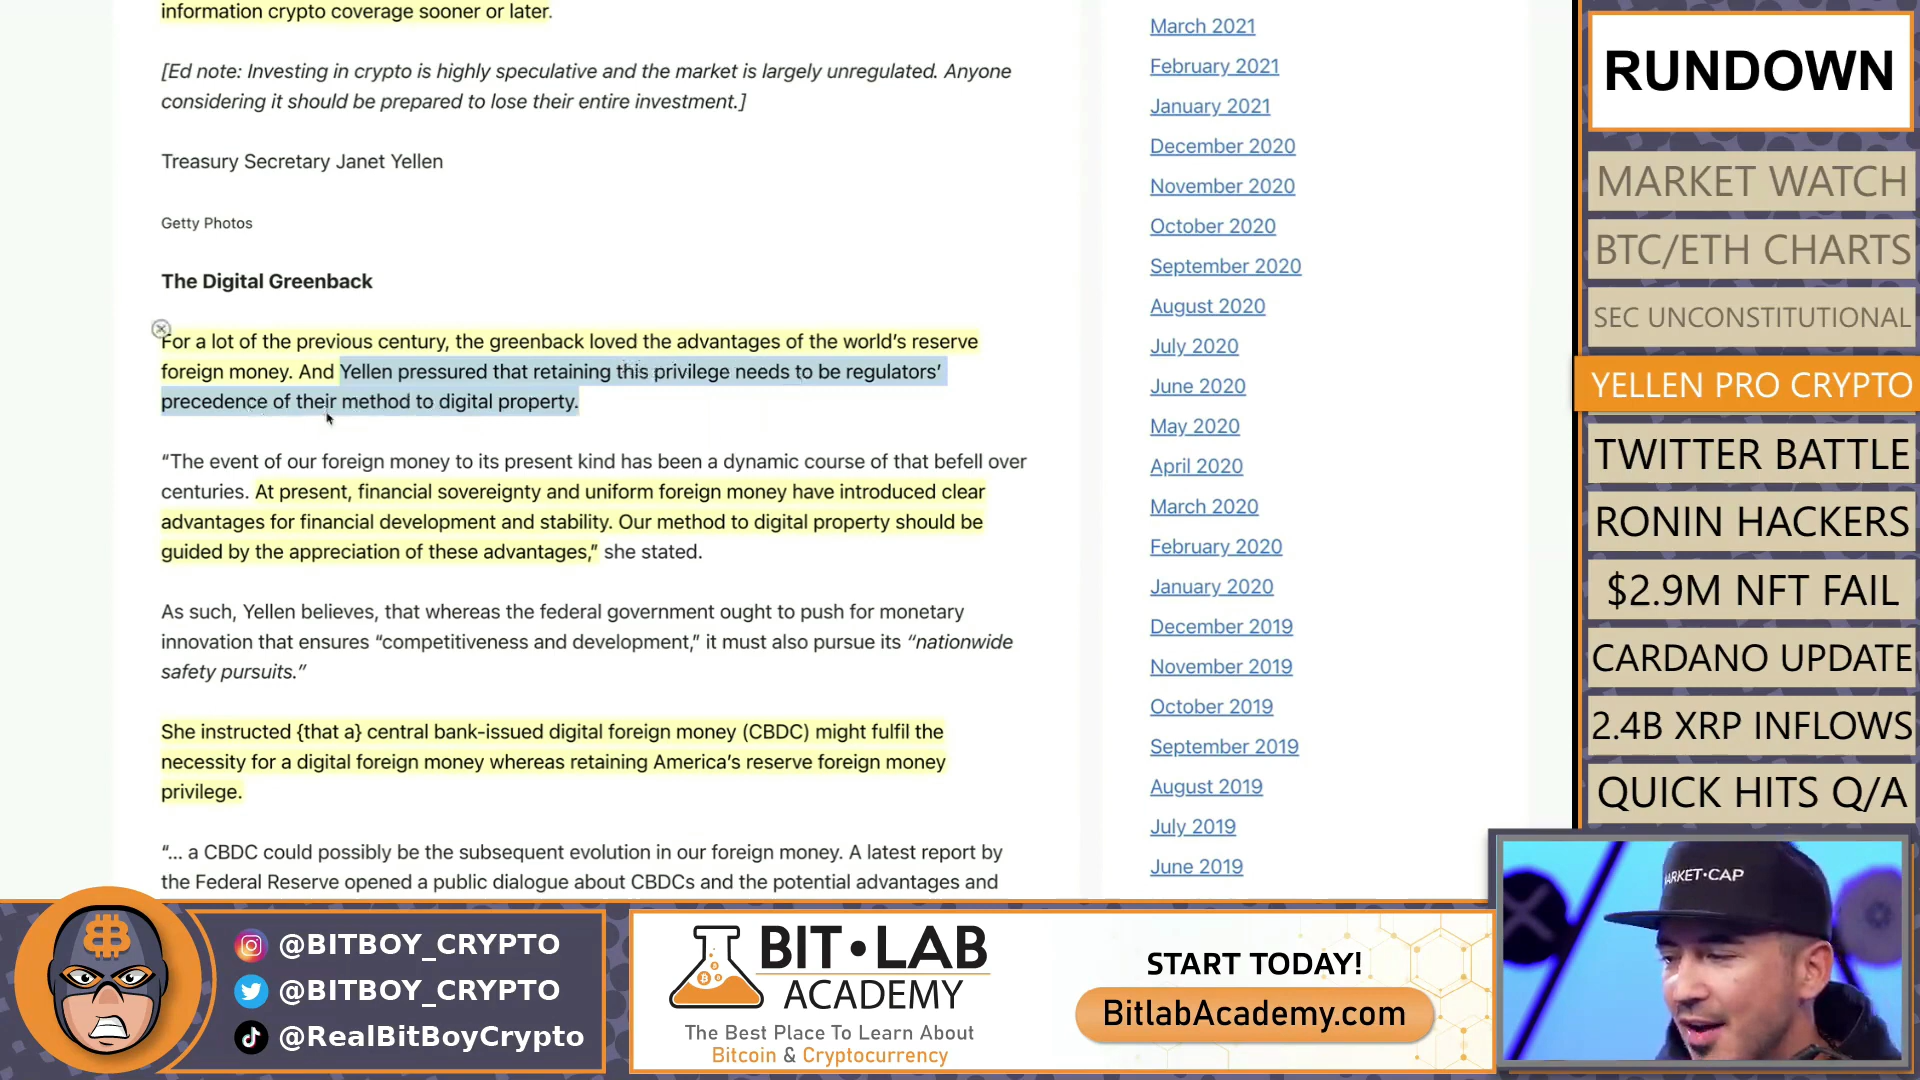 information crypto coverage sooner or later.
[Ed note: Investing in crypto is highly speculative and the market is largely unregulated. Anyone
considering it should be prepared to lose their entire investment.]
Treasury Secretary Janet Yellen
Getty Photos
The Digital Greenback
For a lot of the previous century, the greenback loved the advantages of the world’s reserve
foreign money. And Yellen pressured that retaining this privilege needs to be regulators’
precedence of their method to digital property.
“The event of our foreign money to its present kind has been a dynamic course of that befell over
centuries. At present, financial sovereignty and uniform foreign money have introduced clear
advantages for financial development and stability. Our method to digital property should be
guided by the appreciation of these advantages,” she stated.
As such, Yellen believes, that whereas the federal government ought to push for monetary
innovation that ensures “competitiveness and development,” it must also pursue its “nationwide
safety pursuits.”
She instructed {that a} central bank-issued digital foreign money (CBDC) might fulfil the
necessity for a digital foreign money whereas retaining America’s reserve foreign money
privilege.
“... a CBDC could possibly be the subsequent evolution in our foreign money. A latest report by
the Federal Reserve opened a public dialogue about CBDCs and the potential advantages and
March 2021
February 2021
January 2021
December 2020
November 2020
October 2020
September 2020
August 2020
July 2020
June 2020
May 2020
April 2020
March 2020
February 2020
January 2020
December 2019
November 2019
October 2019
September 2019
August 2019
July 2019
June 2019
RUNDOWN
MARKET WATCH
BTC/ETH CHARTS
SEC UNCONSTITUTIONAL
YELLEN PRO CRYPTO
TWITTER BATTLE
RONIN HACKERS
$2.9M NFT FAIL
CARDANO UPDATE
2.4B XRP INFLOWS
QUICK HITS Q/A
ARKET•CAP
@BITBOY_CRYPTO
@BITBOY_CRYPTO
@RealBitBoyCrypto
BIT•LAB
ACADEMY
The Best Place To Learn About
Bitcoin & Cryptocurrency
START TODAY!
BitlabAcademy.com